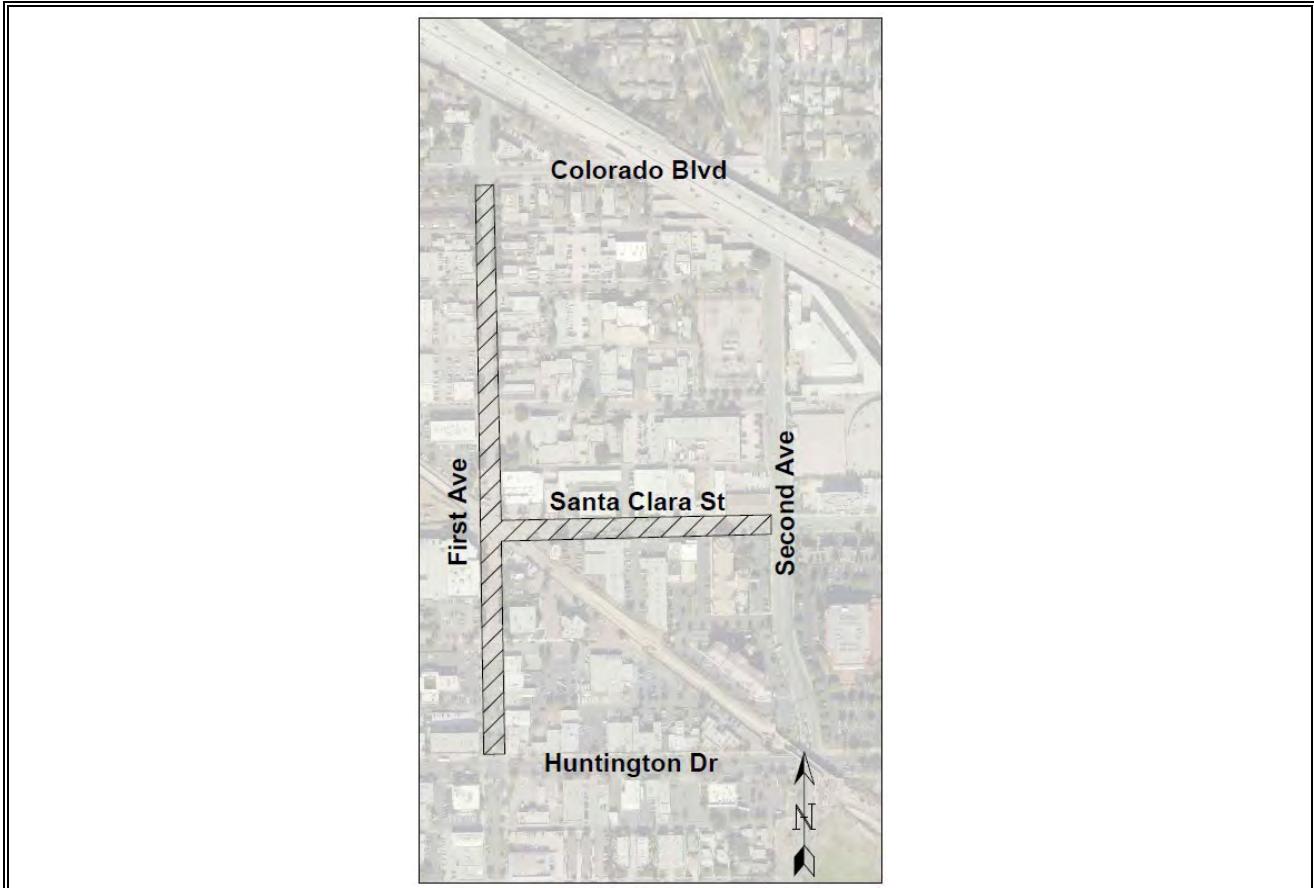 Colorado Blvd
First Ave
Santa Clara St
Second Ave
Huntington Dr
N